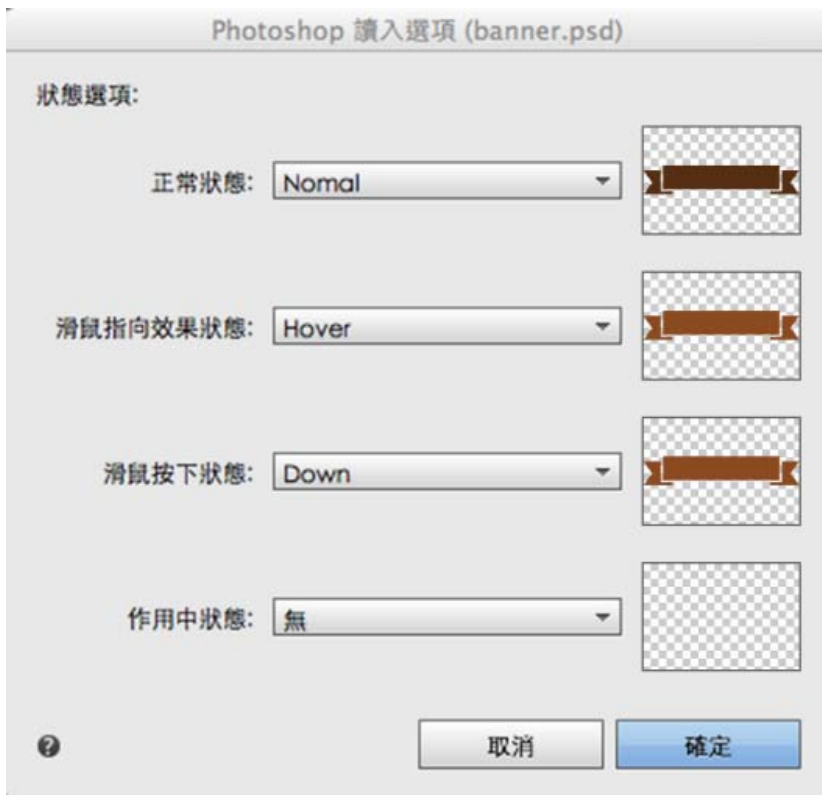 Photoshop 讀入選項 (banner.psd)
狀態選項:
正常狀態: Nomal
滑鼠指向效果狀態: Hover
滑鼠按下狀態: Down
作用中狀態: 無
? 取消 確定